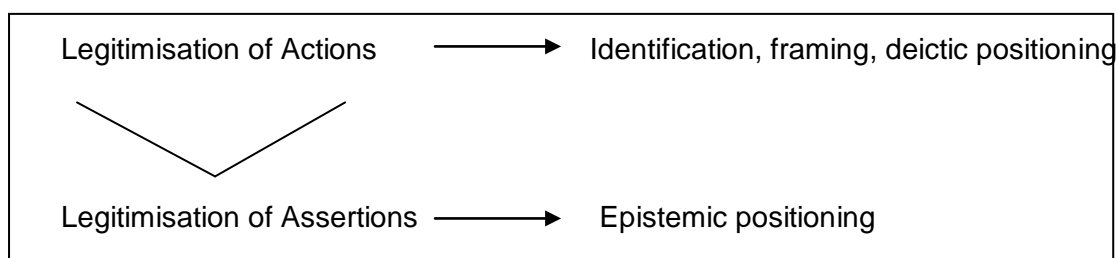 Legitimisation of Actions Identification, framing, deictic positioning
Legitimisation of Assertions Epistemic positioning